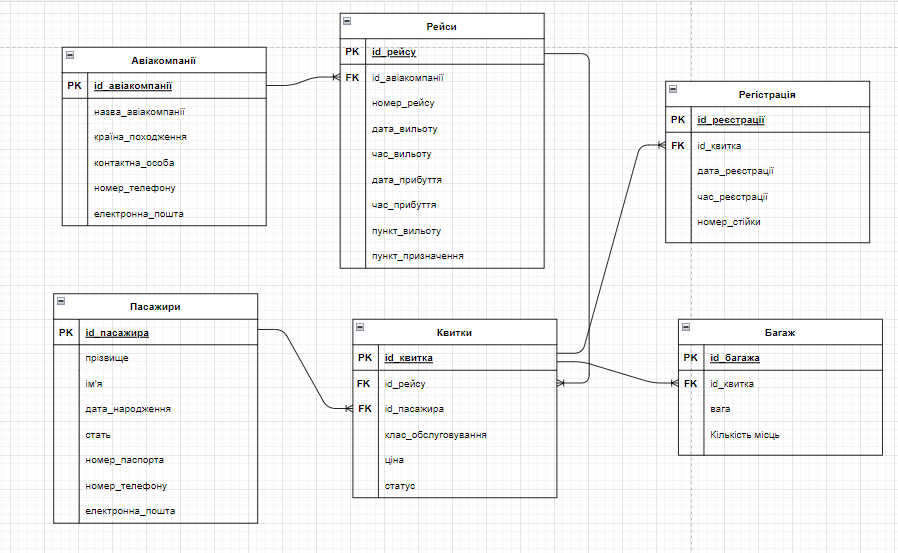 Авіакомпанії
PK id_авіакомпанії
назва_авіакомпанії
країна_походження
контактна_особа
номер_телефону
електронна_пошта
Рейси
PK id_рейсу
FK id_авіакомпанії
номер_рейсу
дата_вильоту
час_вильоту
дата_прибуття
час_прибуття
пункт_вильоту
пункт_призначення
Регістрація
PK id_реєстрації
FK id_квитка
дата_реєстрації
час_реєстрації
номер_стійки
Пасажири
PK id_пасажира
прізвище
ім'я
дата_народження
стать
номер_паспорта
номер_телефону
електронна_пошта
Квитки
PK id_квитка
FK id_рейсу
FK id_пасажира
клас_обслуговування
ціна
статус
Багаж
PK id_багажа
FK id_квитка
вага
Кількість місць